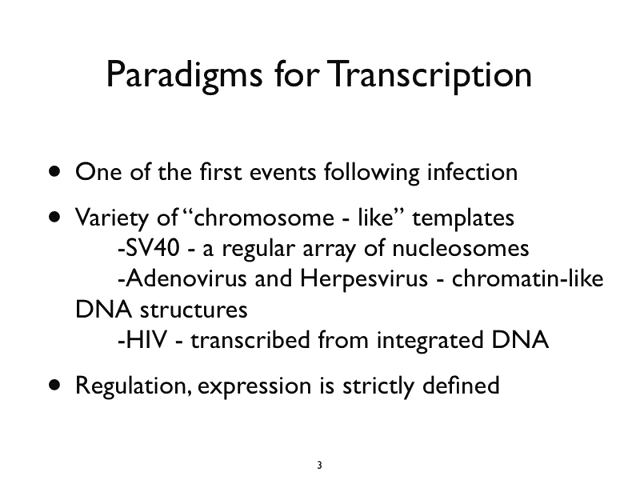 Paradigms for Transcription
• One of the first events following infection
• Variety of “chromosome - like” templates
-SV40 - a regular array of nucleosomes
-Adenovirus and Herpesvirus - chromatin-like
DNA structures
-HIV - transcribed from integrated DNA
• Regulation, expression is strictly defined
3